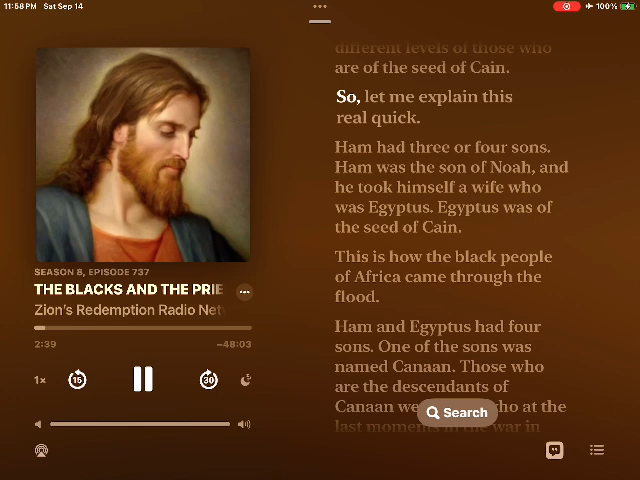 11:58 PM Sat Sep 14
100%
different levels of those who
are of the seed of Cain.
So, let me explain this
real quick.
Ham had three or four sons.
Ham was the son of Noah, and
he took himself a wife who
was Egyptus. Egyptus was of
the seed of Cain.
This is how the black people
of Africa came through the
flood.
Ham and Egyptus had four
sons. One of the sons was
named Canaan. Those who
are the descendants of
Canaan we ho at the
last moments in the war in
Search
SEASON 8, EPISODE 737
THE BLACKS AND THE PRIE
Zion's Redemption Radio Net
2:39
-48:03
1x
15
30